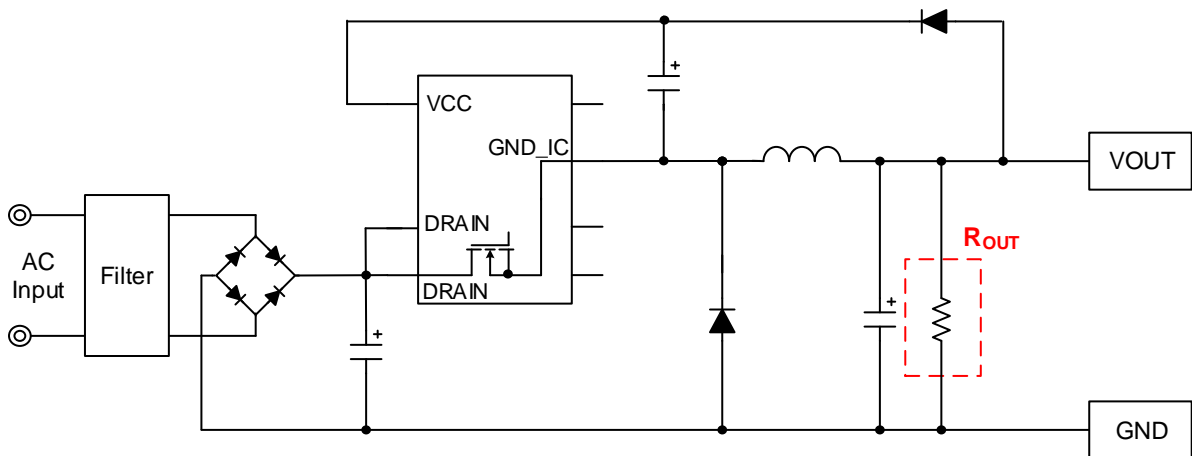 VCC
GND_IC
VOUT
DRAIN
ROUT
AC
Input
Filter
DRAIN
GND
+
+
+